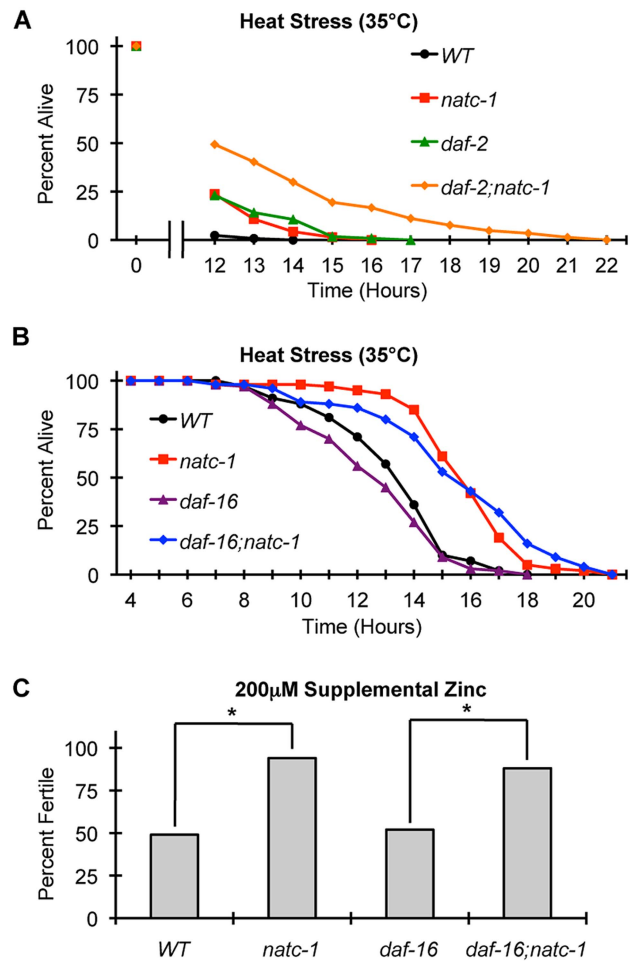 A
Heat Stress (35°C)
Percent Alive
100
75
50
25
0
WT
natc-1
daf-2
daf-2;natc-1
0 12 13 14 15 16 17 18 19 20 21 22
Time (Hours)
B
Heat Stress (35°C)
Percent Alive
100
75
50
25
0
WT
natc-1
daf-16
daf-16;natc-1
4 6 8 10 12 14 16 18 20
Time (Hours)
C
200µM Supplemental Zinc
* *
Percent Fertile
100
75
50
25
0
WT natc-1 daf-16 daf-16;natc-1